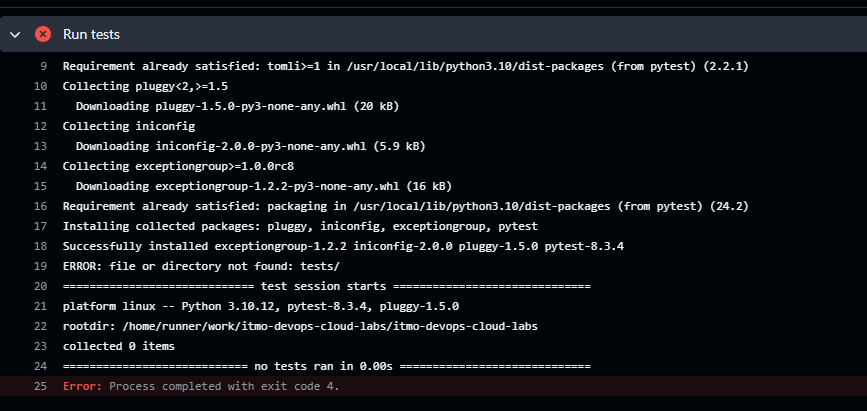 Run tests
9 Requirement already satisfied: tomli>=1 in /usr/local/lib/python3.10/dist-packages (from pytest) (2.2.1)
10 Collecting pluggy<2,>=1.5
11 Downloading pluggy-1.5.0-py3-none-any.whl (20 kB)
12 Collecting iniconfig
13 Downloading iniconfig-2.0.0-py3-none-any.whl (5.9 kB)
14 Collecting exceptiongroup>=1.0.0rc8
15 Downloading exceptiongroup-1.2.2-py3-none-any.whl (16 kB)
16 Requirement already satisfied: packaging in /usr/local/lib/python3.10/dist-packages (from pytest) (24.2)
17 Installing collected packages: pluggy, iniconfig, exceptiongroup, pytest
18 Successfully installed exceptiongroup-1.2.2 iniconfig-2.0.0 pluggy-1.5.0 pytest-8.3.4
19 ERROR: file or directory not found: tests/
20 ============================= test session starts ==============================
21 platform linux -- Python 3.10.12, pytest-8.3.4, pluggy-1.5.0
22 rootdir: /home/runner/work/itmo-devops-cloud-labs/itmo-devops-cloud-labs
23 collected 0 items
24 ============================ no tests ran in 0.00s =============================
25 Error: Process completed with exit code 4.